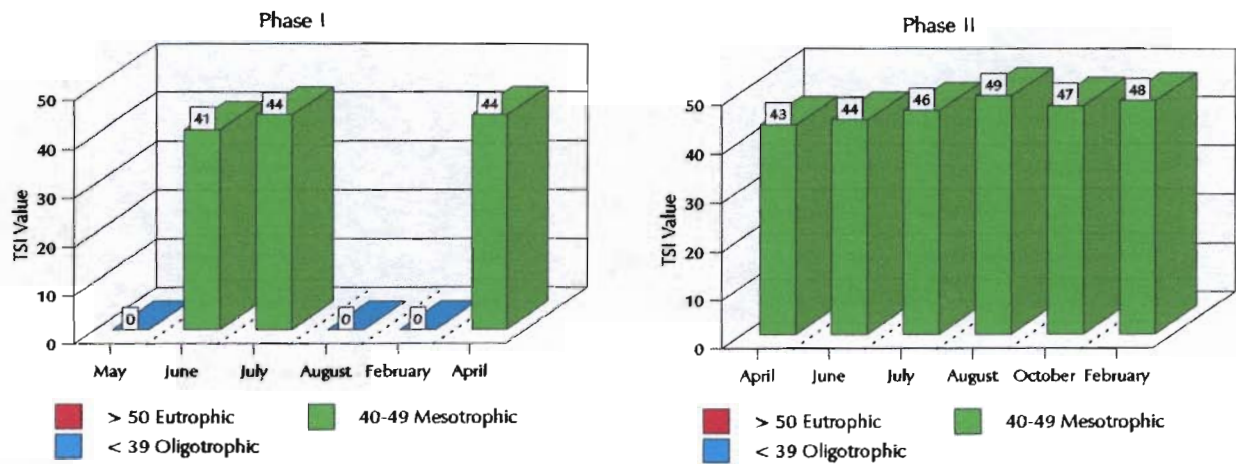 Phase I
TSI Value
50
40
30
20
10
0
0
41
44
0
0
44
May June July August February April
> 50 Eutrophic
40-49 Mesotrophic
< 39 Oligotrophic
Phase II
TSI Value
50
40
30
20
10
0
43
44
46
49
47
48
April June July August October February
> 50 Eutrophic
40-49 Mesotrophic
< 39 Oligotrophic